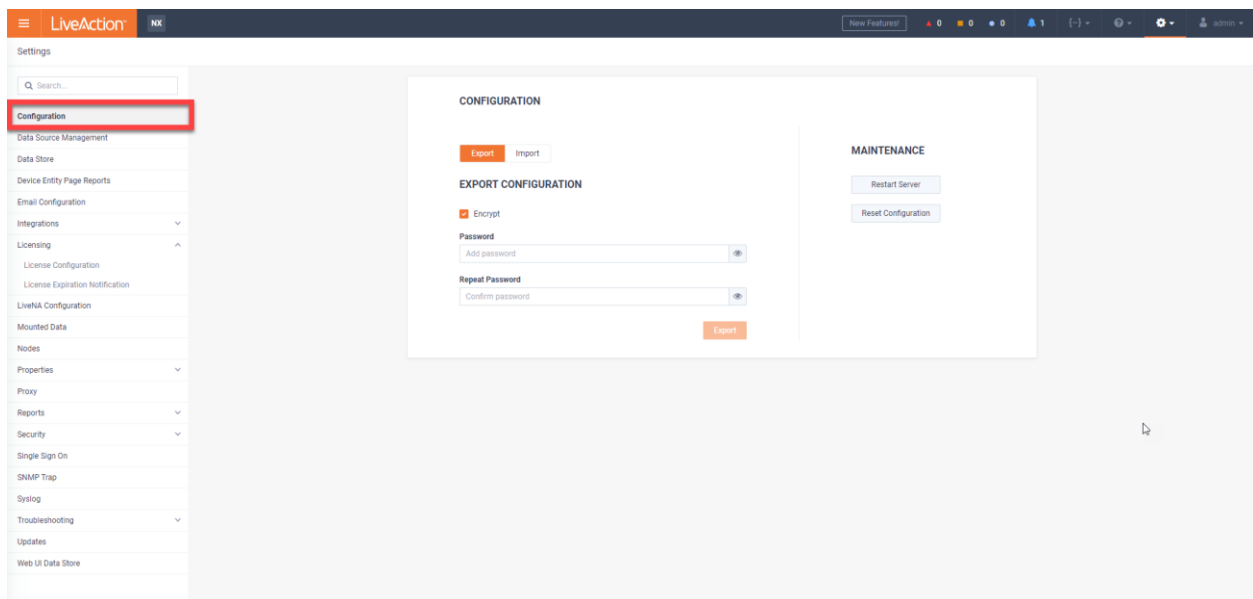 LiveAction NX New Features! 0 0 0 1 {··} admin
Settings
Search...
Configuration
Data Source Management
Data Store
Device Entity Page Reports
Email Configuration
Integrations
Licensing
License Configuration
License Expiration Notification
LiveNA Configuration
Mounted Data
Nodes
Properties
Proxy
Reports
Security
Single Sign On
SNMP Trap
Syslog
Troubleshooting
Updates
Web UI Data Store
CONFIGURATION
Export Import
EXPORT CONFIGURATION
Encrypt
Password
Add password
Repeat Password
Confirm password
Export
MAINTENANCE
Restart Server
Reset Configuration